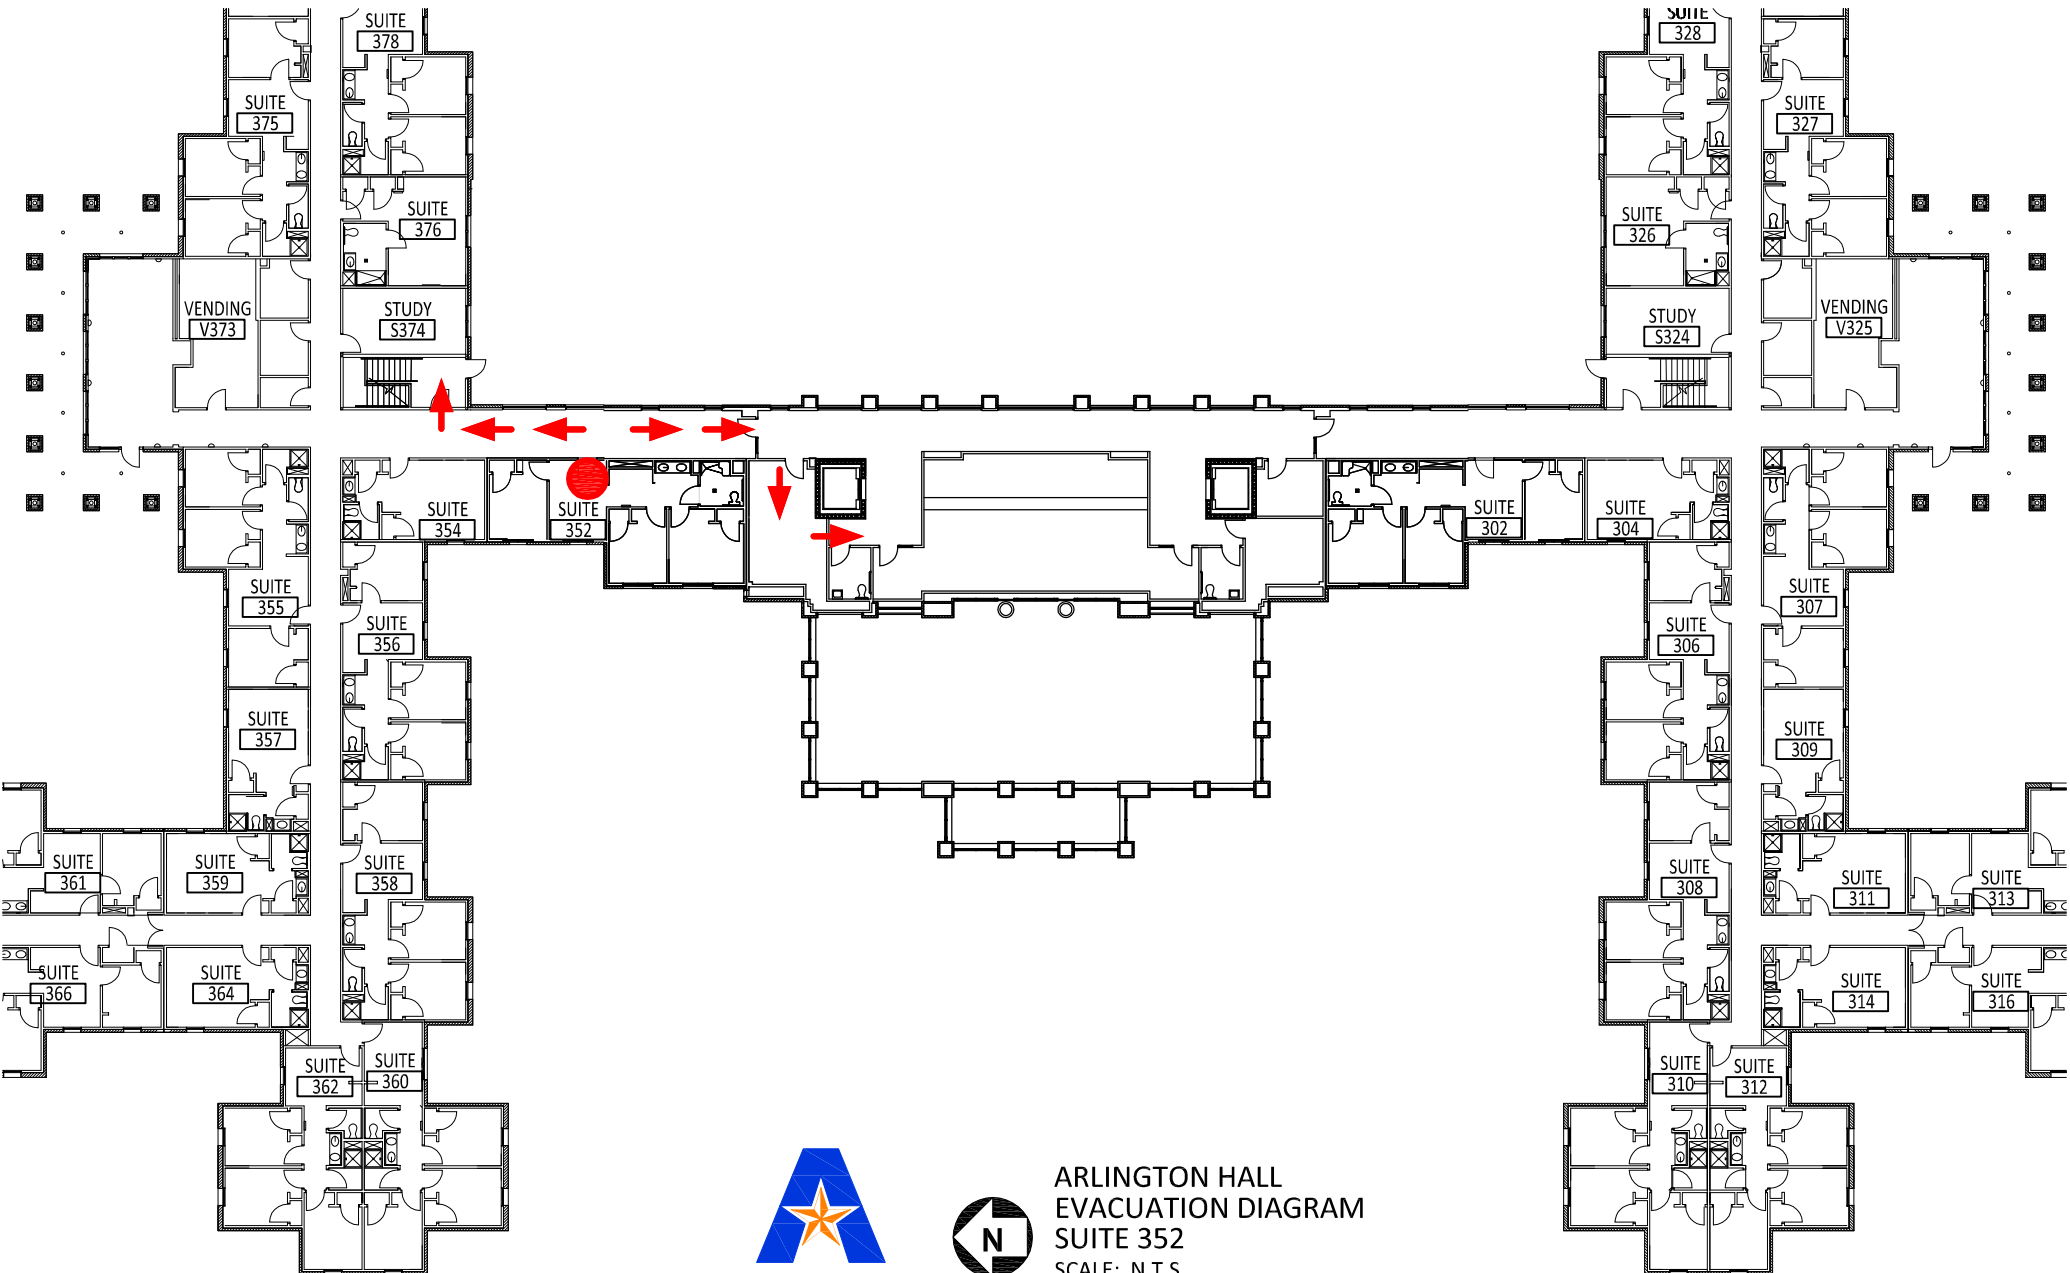 SUITE
378
SUITE
328
SUITE
375
SUITE
327
SUITE
376
SUITE
326
VENDING
V373
STUDY
S374
STUDY
S324
VENDING
V325
SUITE
354
SUITE
352
SUITE
302
SUITE
304
SUITE
355
SUITE
356
SUITE
306
SUITE
307
SUITE
357
SUITE
309
SUITE
361
SUITE
359
SUITE
358
SUITE
308
SUITE
311
SUITE
313
SUITE
366
SUITE
364
SUITE
314
SUITE
316
SUITE
362
SUITE
360
SUITE
310
SUITE
312
A
N
ARLINGTON HALL
EVACUATION DIAGRAM
SUITE 352
SCALE: N.T.S.